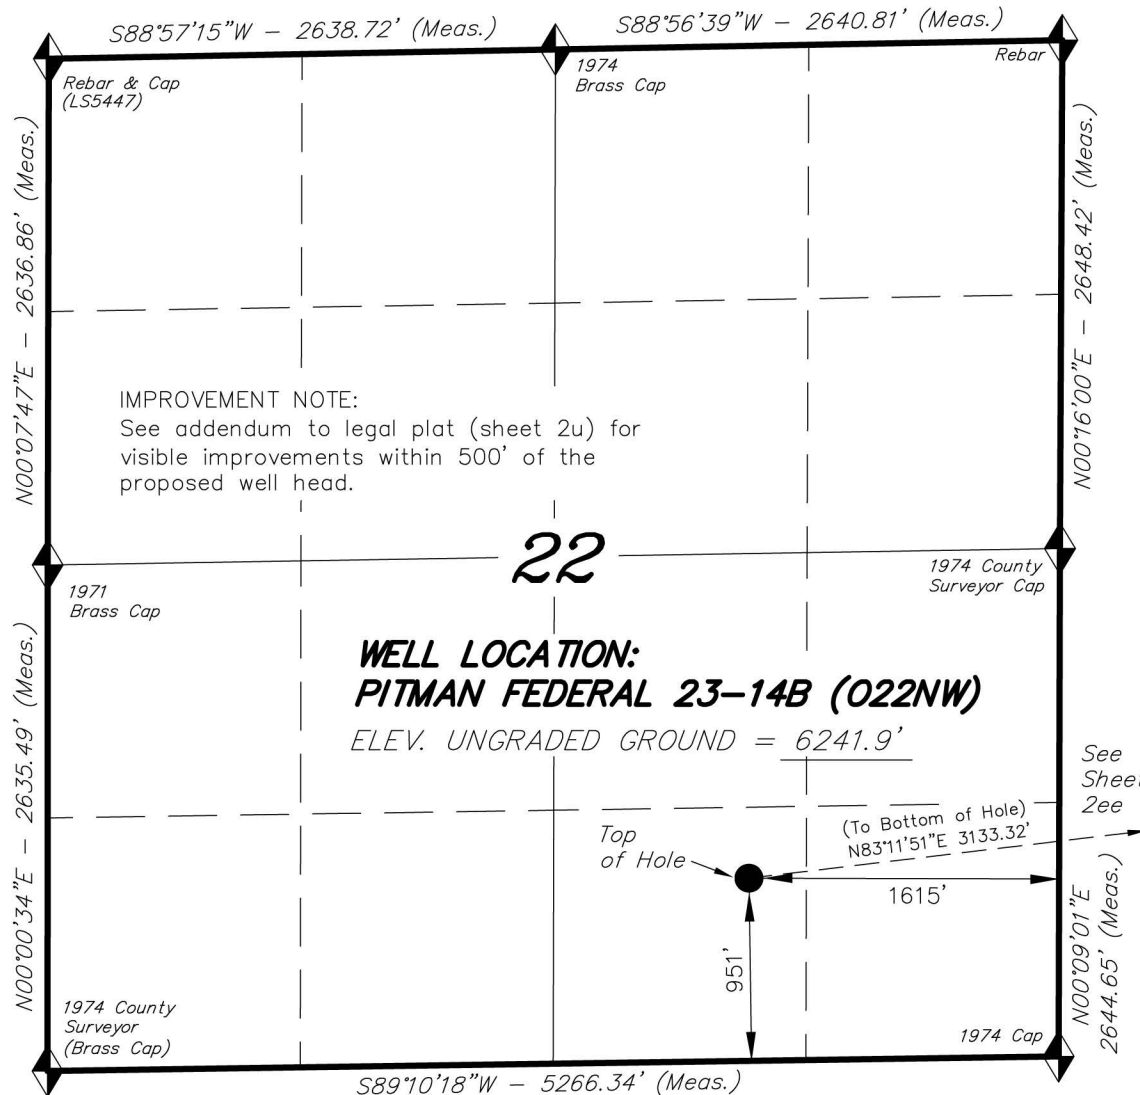 S88°57'15"W - 2638.72' (Meas.)
S88°56'39"W - 2640.81' (Meas.)
Rebar & Cap
(LS5447)
1974
Brass Cap
Rebar
N00°07'47"E - 2636.86' (Meas.)
N00°16'00"E - 2648.42' (Meas.)
IMPROVEMENT NOTE:
See addendum to legal plat (sheet 2u) for
visible improvements within 500' of the
proposed well head.
22
1971
Brass Cap
1974 County
Surveyor Cap
WELL LOCATION:
PITMAN FEDERAL 23-14B (O22NW)
ELEV. UNGRADED GROUND = 6241.9'
N00°00'34"E - 2635.49' (Meas.)
See
Sheet
2ee
Top
of Hole
(To Bottom of Hole)
N83°11'51"E 3133.32'
1615'
951'
N00°09'01"E
2644.65' (Meas.)
1974 County
Surveyor
(Brass Cap)
1974 Cap
S89°10'18"W - 5266.34' (Meas.)